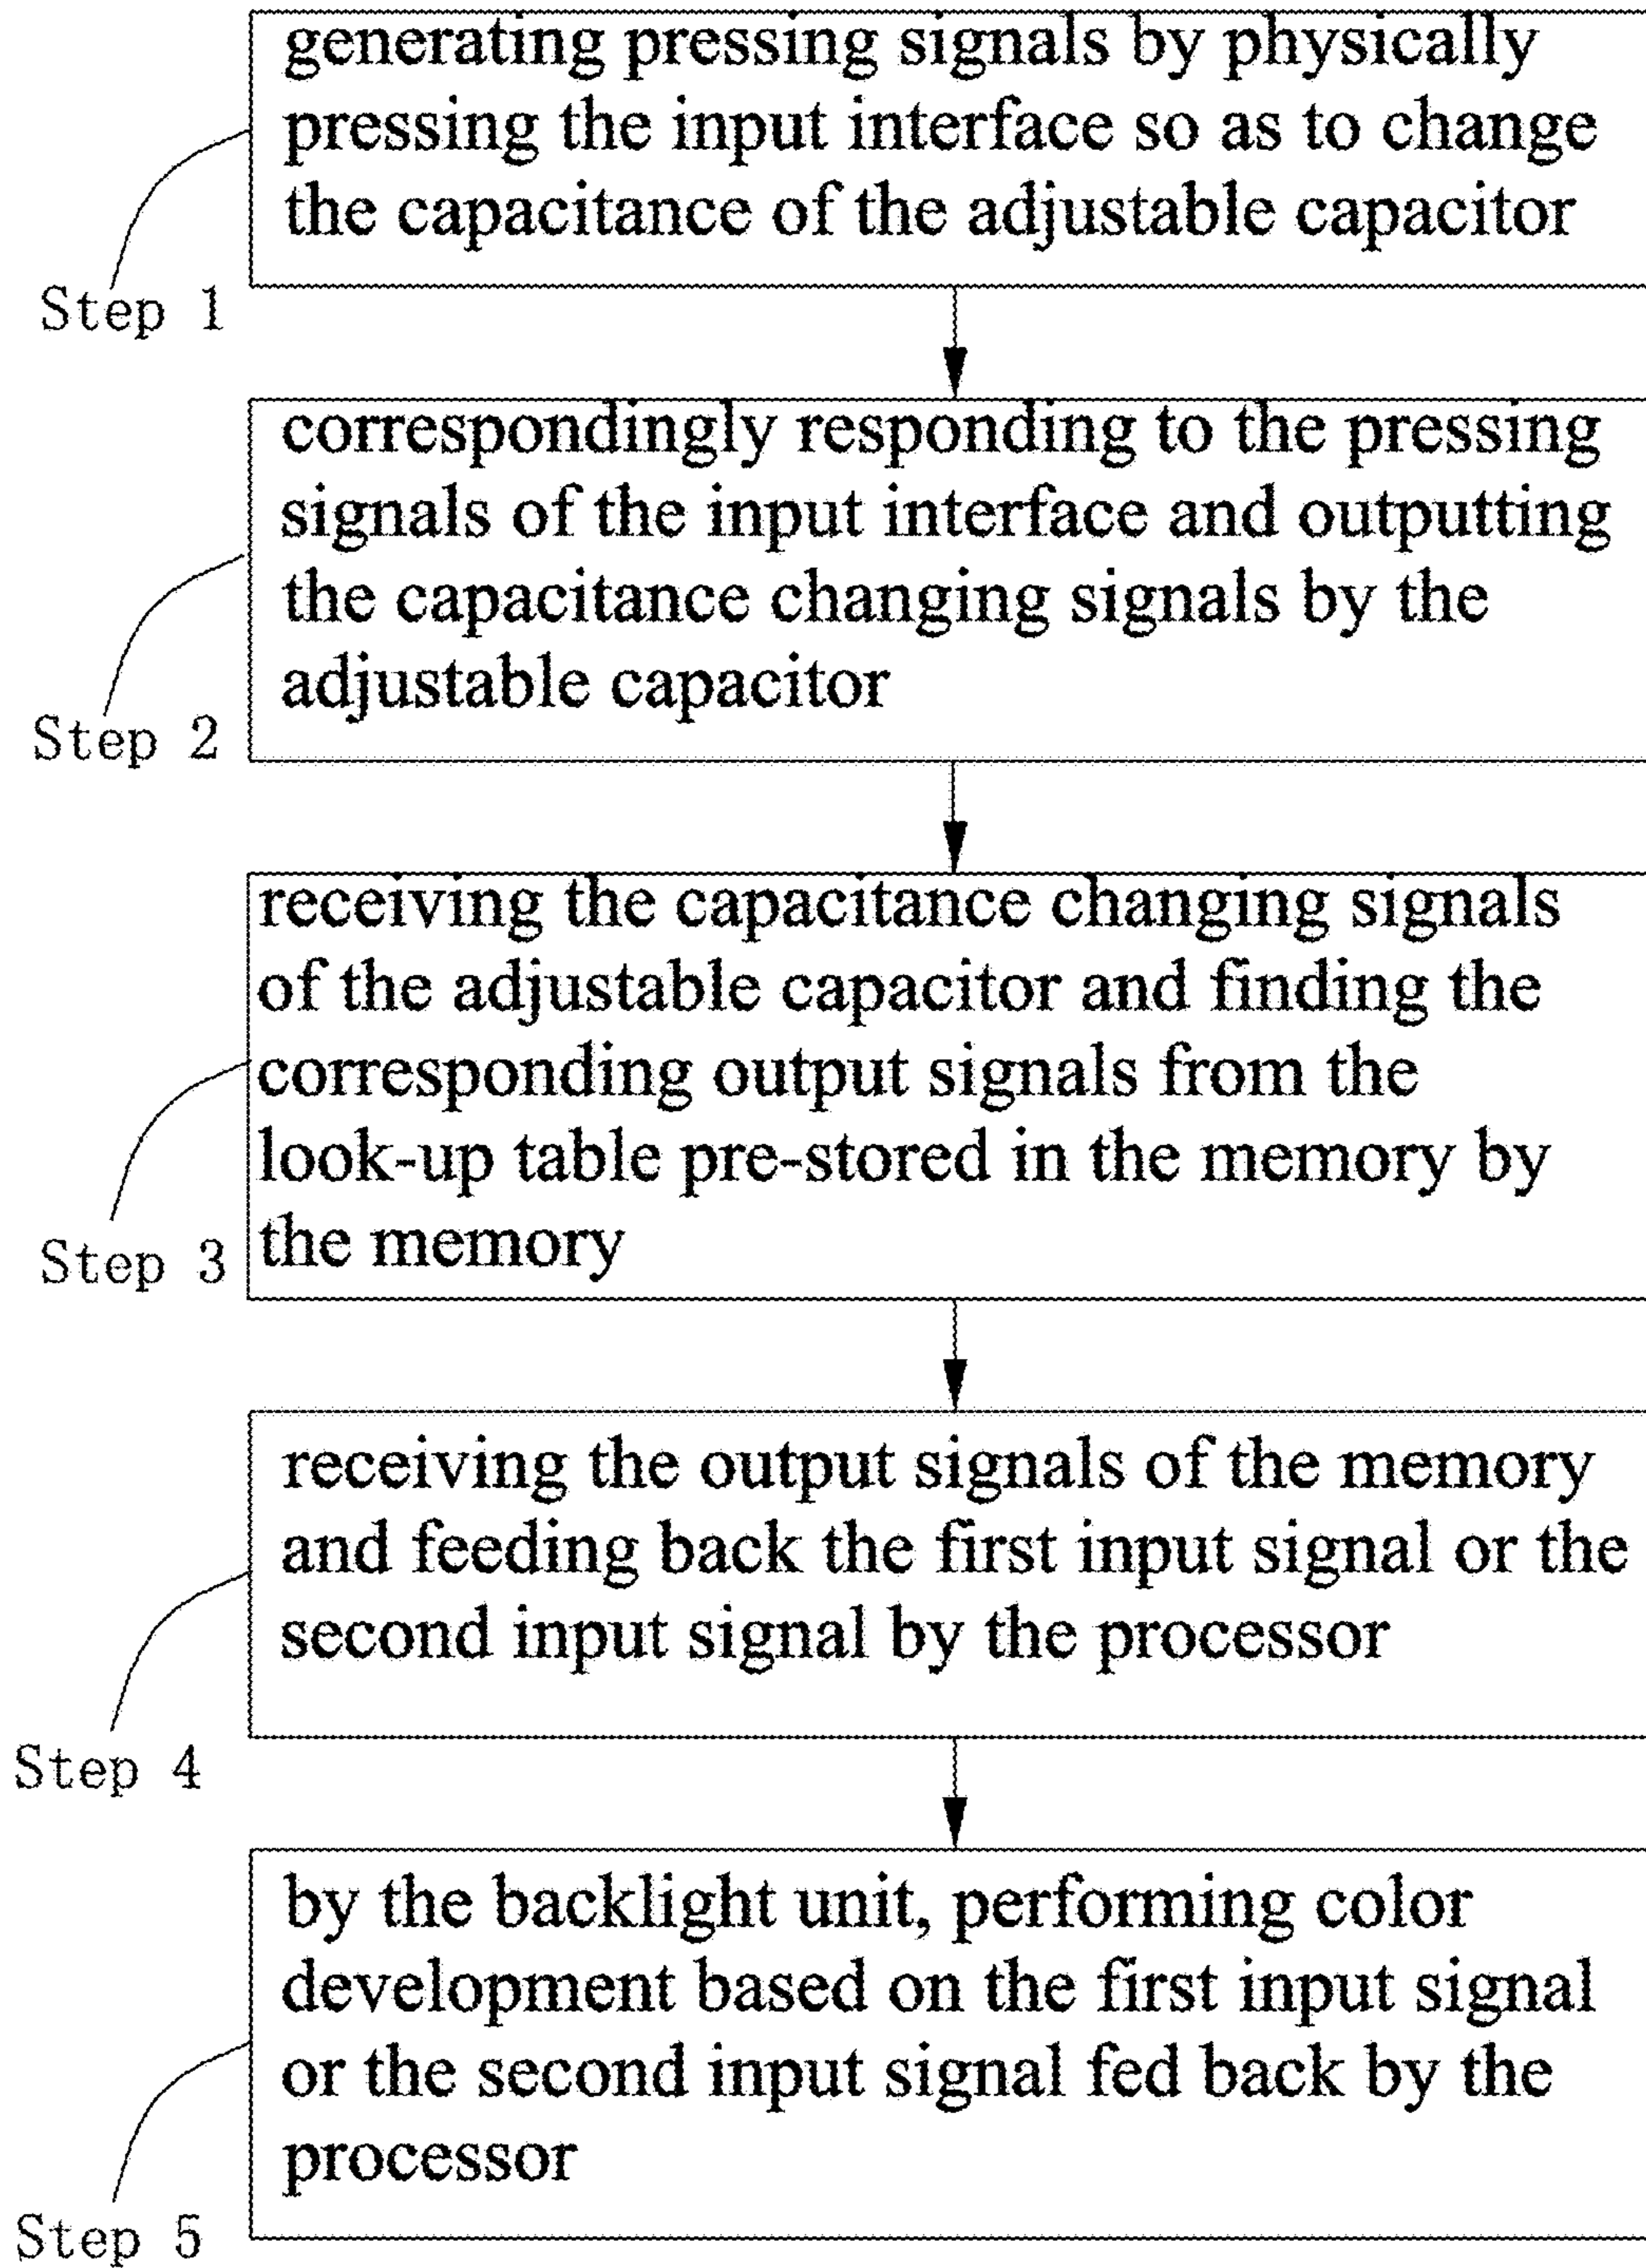 generating pressing signals by physically
pressing the input interface so as to change
the capacitance of the adjustable capacitor
Step 1
correspondingly responding to the pressing
signals of the input interface and outputting
the capacitance changing signals by the
adjustable capacitor
Step 2
receiving the capacitance changing signals
of the adjustable capacitor and finding the
corresponding output signals from the
look-up table pre-stored in the memory by
the memory
Step 3
receiving the output signals of the memory
and feeding back the first input signal or the
second input signal by the processor
Step 4
by the backlight unit, performing color
development based on the first input signal
or the second input signal fed back by the
processor
Step 5